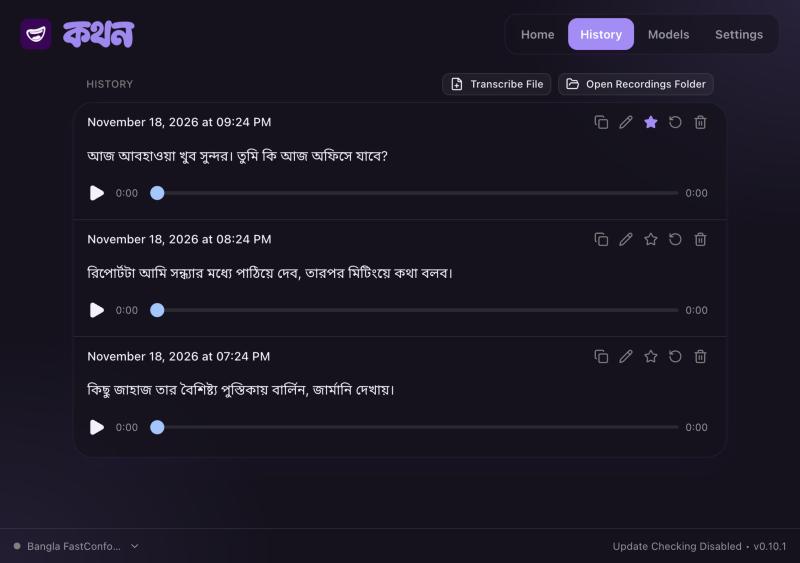 কথন
Home History Models Settings
HISTORY
Transcribe File Open Recordings Folder
November 18, 2026 at 09:24 PM
আজ আবহাওয়া খুব সুন্দর। তুমি কি আজ অফিসে যাবে?
0:00 0:00
November 18, 2026 at 08:24 PM
রিপোর্টটা আমি সন্ধ্যার মধ্যে পাঠিয়ে দেব, তারপর মিটিংয়ে কথা বলব।
0:00 0:00
November 18, 2026 at 07:24 PM
কিছু জাহাজ তার বৈশিষ্ট্য পুস্তিকায় বার্লিন, জার্মানি দেখায়।
0:00 0:00
Bangla FastConfo... Update Checking Disabled • v0.10.1